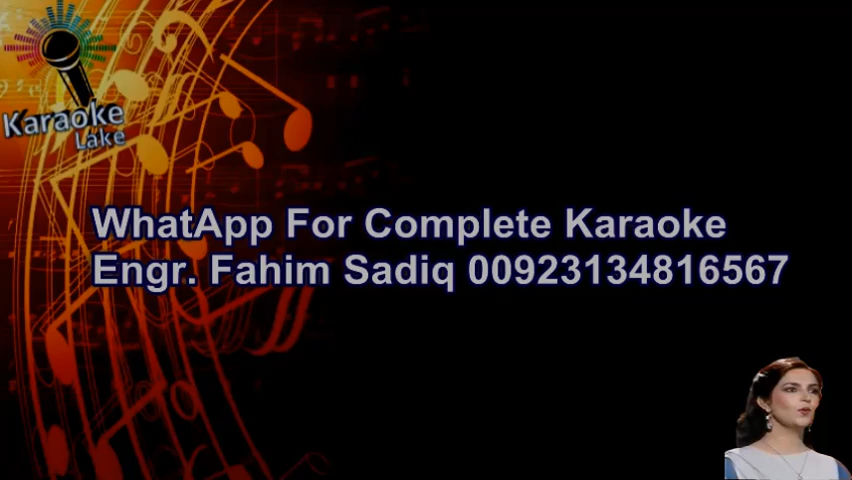 Karaoke
Lake
WhatApp For Complete Karaoke
Engr. Fahim Sadiq 00923134816567